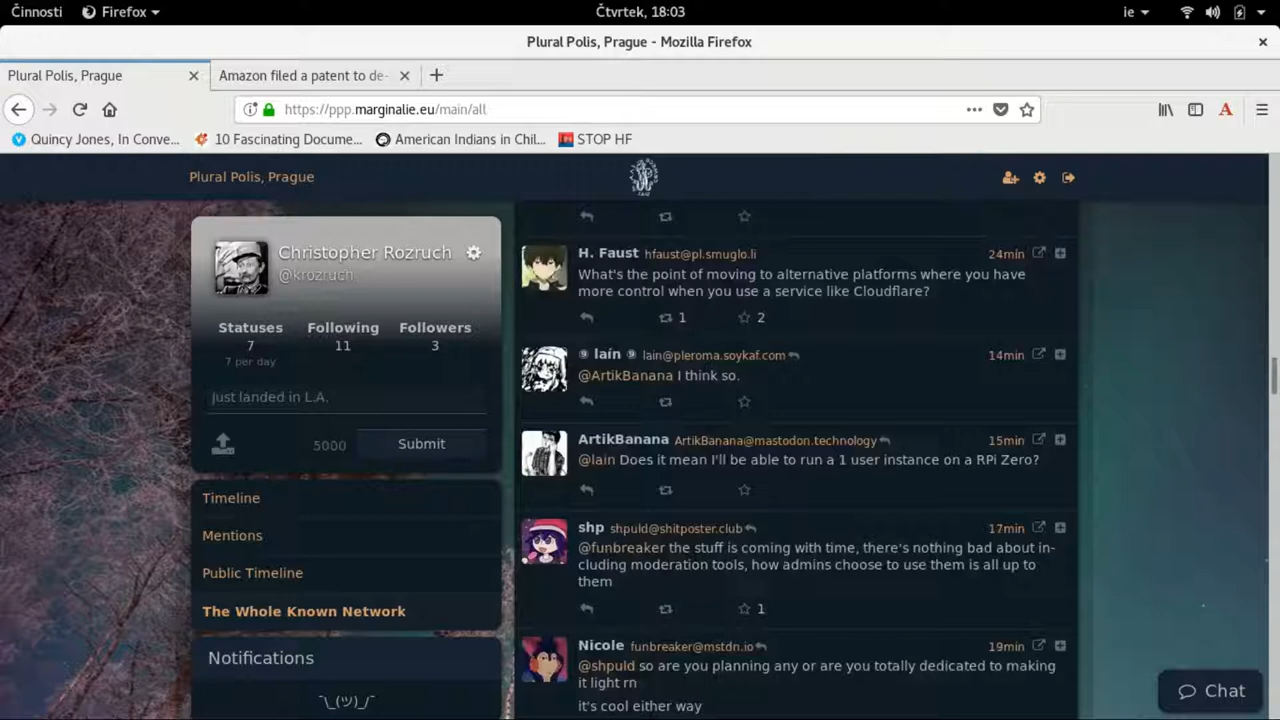 Činnosti
Firefox
Čtvrtek, 18:03
ie
Plural Polis, Prague - Mozilla Firefox
Plural Polis, Prague
Amazon filed a patent to de-
https://ppp.marginalie.eu/main/all
A
Quincy Jones, In Conve...
10 Fascinating Docume...
American Indians in Chil...
STOP HF
Plural Polis, Prague
Christopher Rozruch
@krozruch
Statuses Following Followers
7 11 3
7 per day
Just landed in L.A.
5000 Submit
Timeline
Mentions
Public Timeline
The Whole Known Network
Notifications
¯\_(ツ)_/¯
H. Faust hfaust@pl.smuglo.li 24min
What's the point of moving to alternative platforms where you have
more control when you use a service like Cloudflare?
1 2
⑨ laín ⑨ lain@pleroma.soykaf.com 14min
@ArtikBanana I think so.
ArtikBanana ArtikBanana@mastodon.technology 15min
@lain Does it mean I'll be able to run a 1 user instance on a RPi Zero?
shp shpuld@shitposter.club 17min
@funbreaker the stuff is coming with time, there's nothing bad about in-
cluding moderation tools, how admins choose to use them is all up to
them
1
Nicole funbreaker@mstdn.io 19min
@shpuld so are you planning any or are you totally dedicated to making
it light rn
it's cool either way
Chat